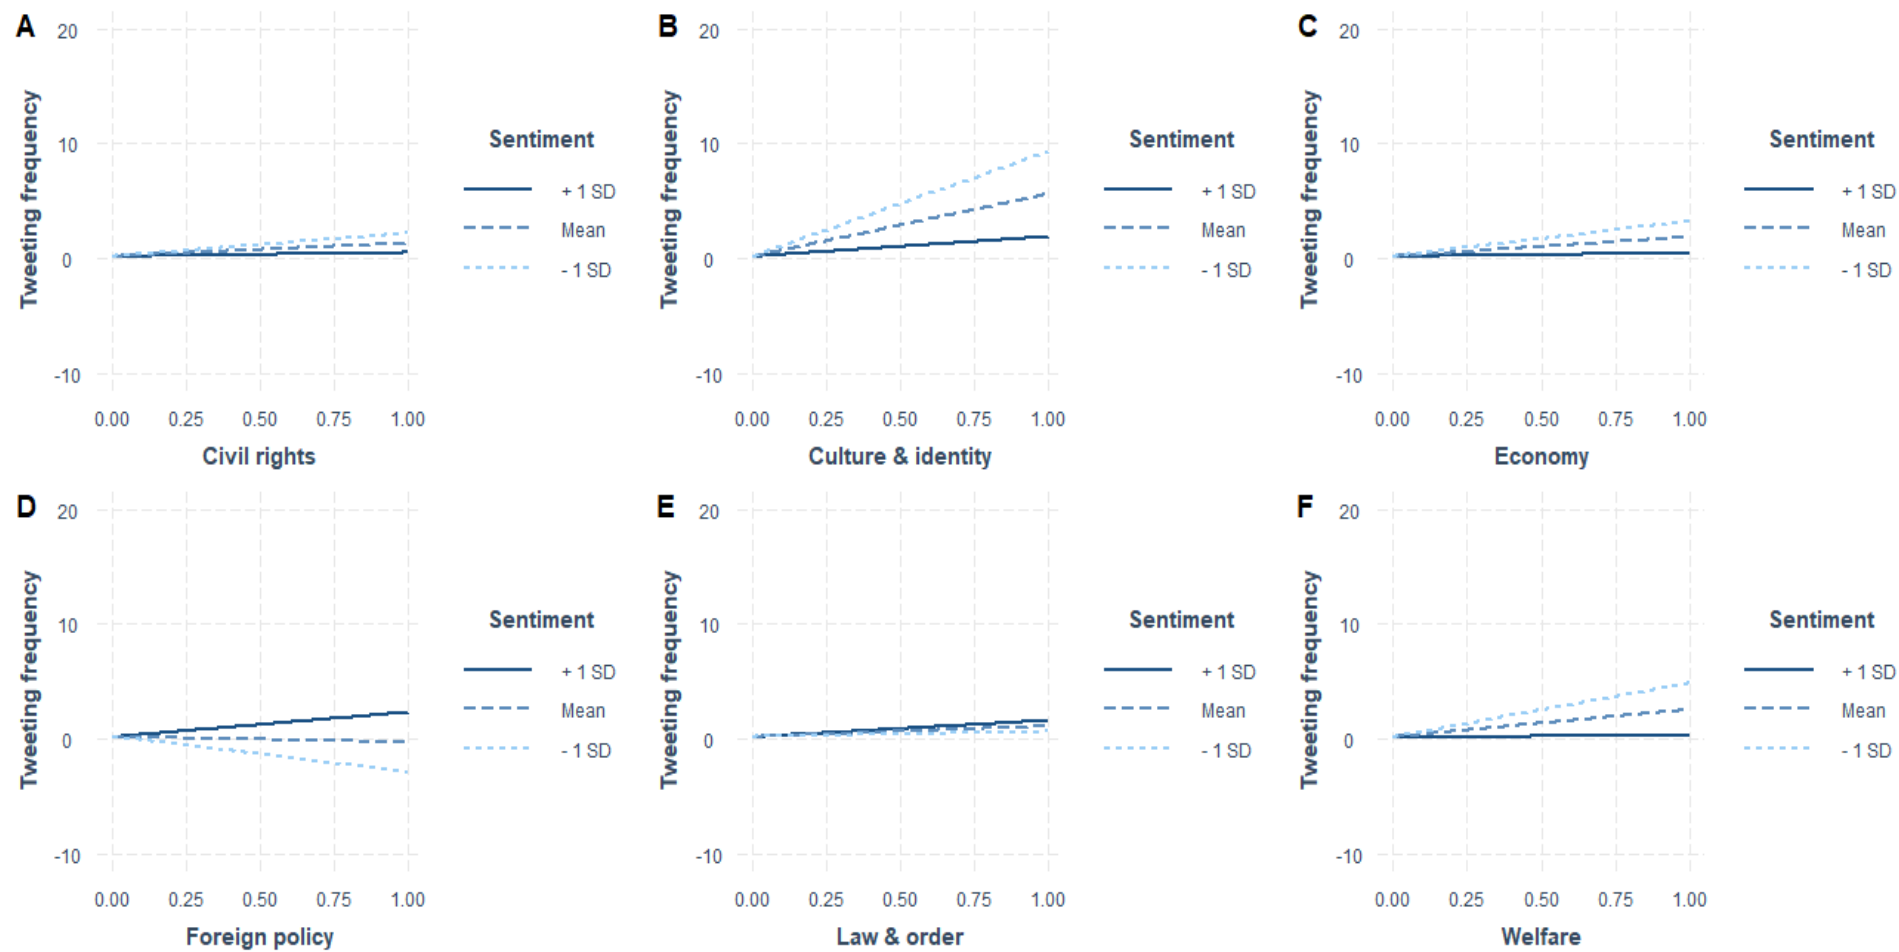 A
20
10
0
-10
Tweeting frequency
0.00 0.25 0.50 0.75 1.00
Civil rights
Sentiment
+ 1 SD
Mean
- 1 SD
B
20
10
0
-10
Tweeting frequency
0.00 0.25 0.50 0.75 1.00
Culture & identity
Sentiment
+ 1 SD
Mean
- 1 SD
C
20
10
0
-10
Tweeting frequency
0.00 0.25 0.50 0.75 1.00
Economy
Sentiment
+ 1 SD
Mean
- 1 SD
D
20
10
0
-10
Tweeting frequency
0.00 0.25 0.50 0.75 1.00
Foreign policy
Sentiment
+ 1 SD
Mean
- 1 SD
E
20
10
0
-10
Tweeting frequency
0.00 0.25 0.50 0.75 1.00
Law & order
Sentiment
+ 1 SD
Mean
- 1 SD
F
20
10
0
-10
Tweeting frequency
0.00 0.25 0.50 0.75 1.00
Welfare
Sentiment
+ 1 SD
Mean
- 1 SD